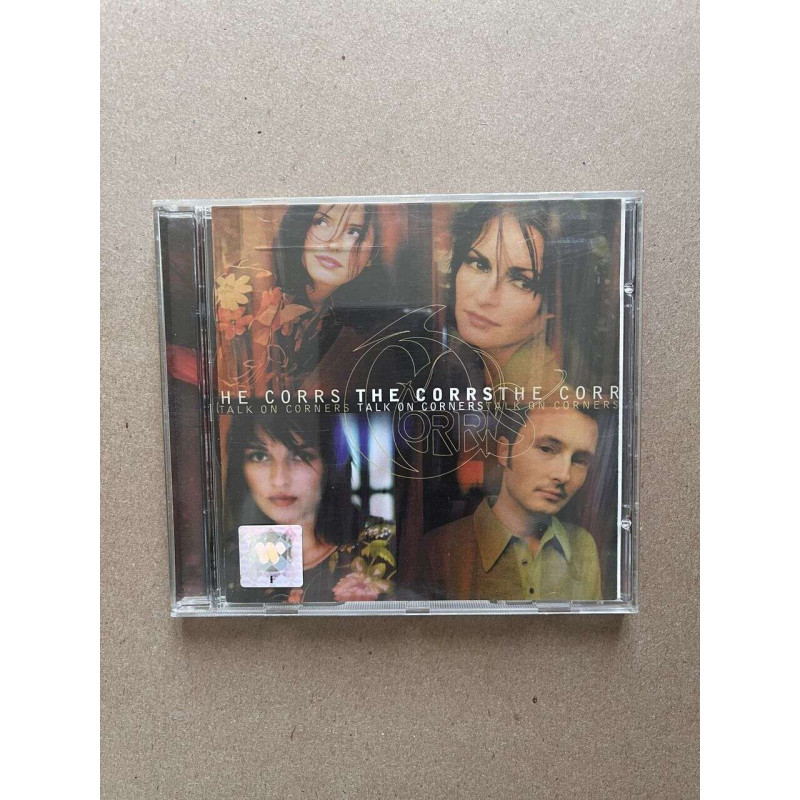 HE CORRS THE CORRS THE CORR
TALK ON CORNERS TALK ON CORNERS TALK ON CORNERS
CORRS
F